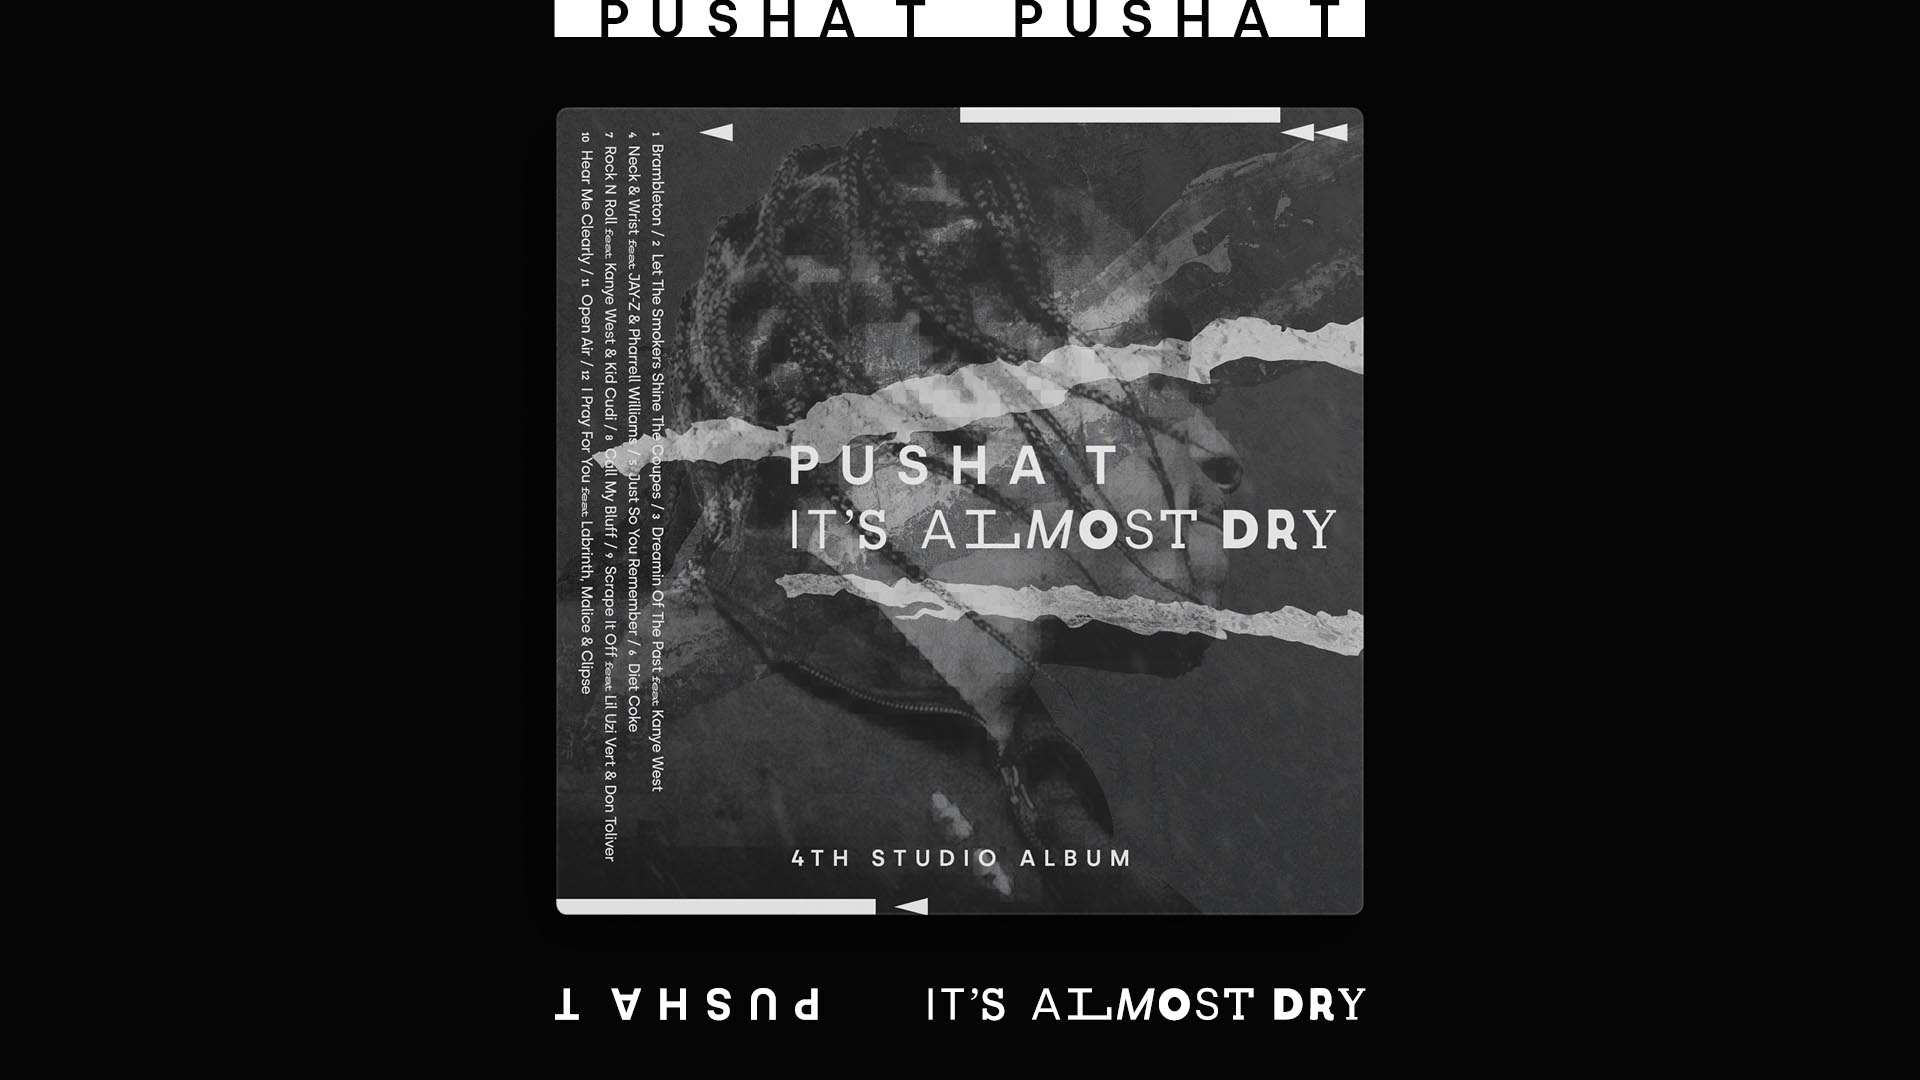 PUSHA T PUSHA T
1 Brambleton / 2 Let The Smokers Shine The Coupes / 3 Dreamin Of The Past feat Kanye West
4 Neck & Wrist feat JAY-Z & Pharrell Williams / 5 Just So You Remember / 6 Diet Coke
7 Rock N Roll feat Kanye West & Kid Cudi / 8 Call My Bluff / 9 Scrape It Off feat Lil Uzi Vert & Don Toliver
10 Hear Me Clearly / 11 Open Air / 12 I Pray For You feat Labrinth, Malice & Clipse
PUSHA T
IT'S ALMOST DRY
4TH STUDIO ALBUM
PUSHA T IT'S ALMOST DRY